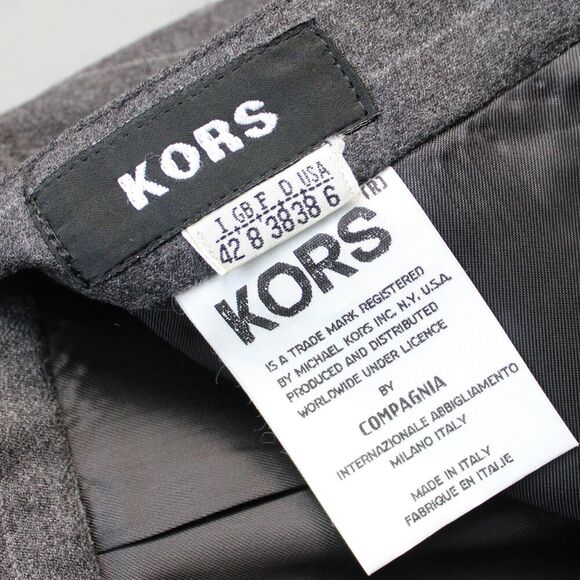 KORS
I GB F D USA
42 8 38 38 6
(R)
KORS
IS A TRADE MARK REGISTERED
BY MICHAEL KORS INC. N.Y. U.S.A.
PRODUCED AND DISTRIBUTED
WORLDWIDE UNDER LICENCE
BY
COMPAGNIA
INTERNAZIONALE ABBIGLIAMENTO
MILANO ITALY
MADE IN ITALY
FABRIQUE EN ITALIE